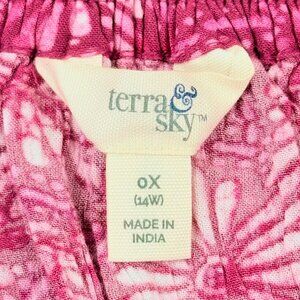 terra &
sky™
0X
(14W)
MADE IN
INDIA